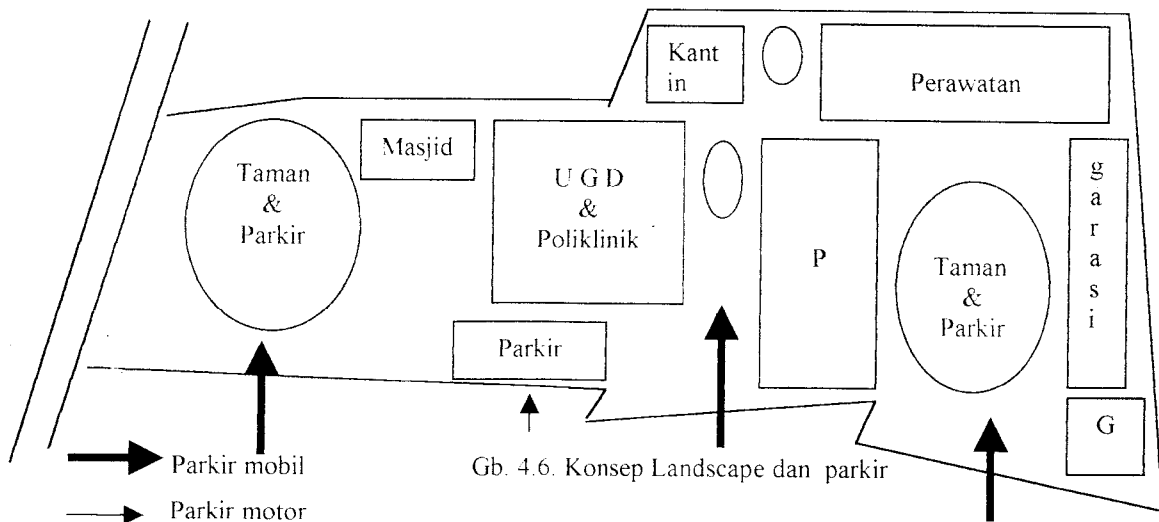 Kant
in
Perawatan
Masjid
Taman
&
Parkir
U G D
&
Poliklinik
P
Taman
&
Parkir
g
a
r
a
s
i
Parkir
G
Parkir mobil
Gb. 4.6. Konsep Landscape dan parkir
Parkir motor